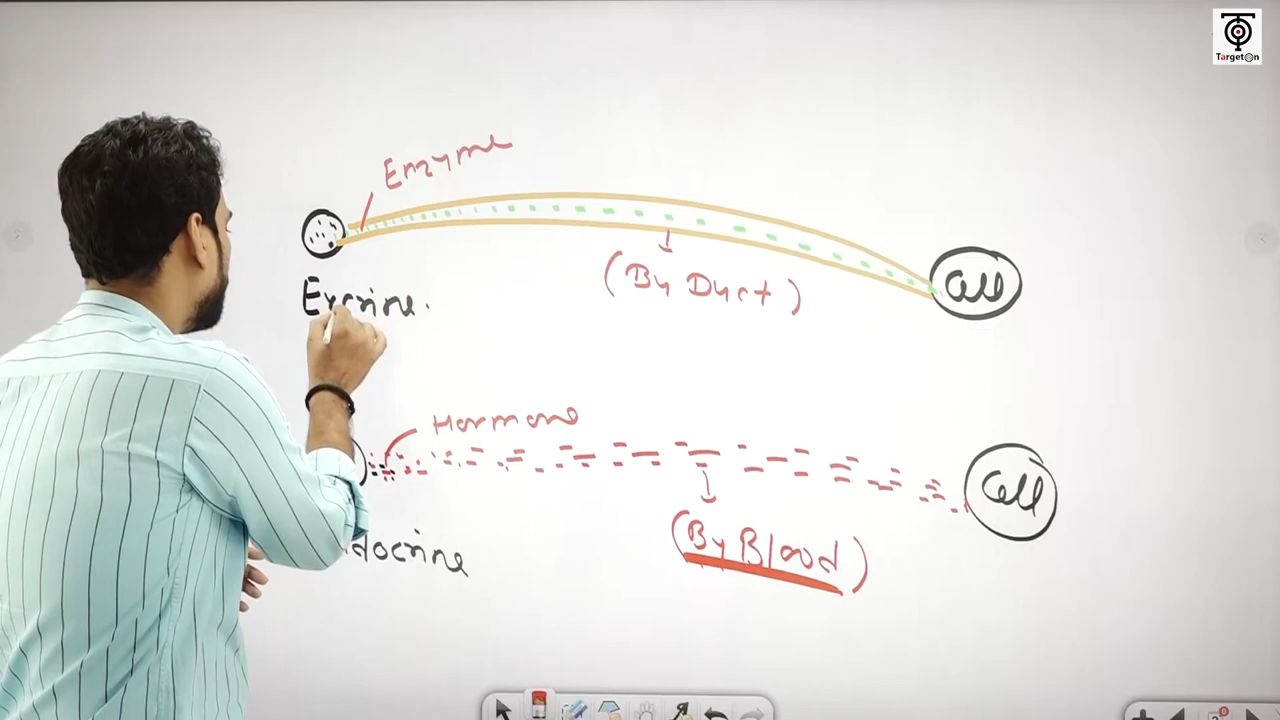 TargetOn
Enzyme
Cell
(By Duct)
Exocrine.
Hormone
Cell
(By Blood)
docrine